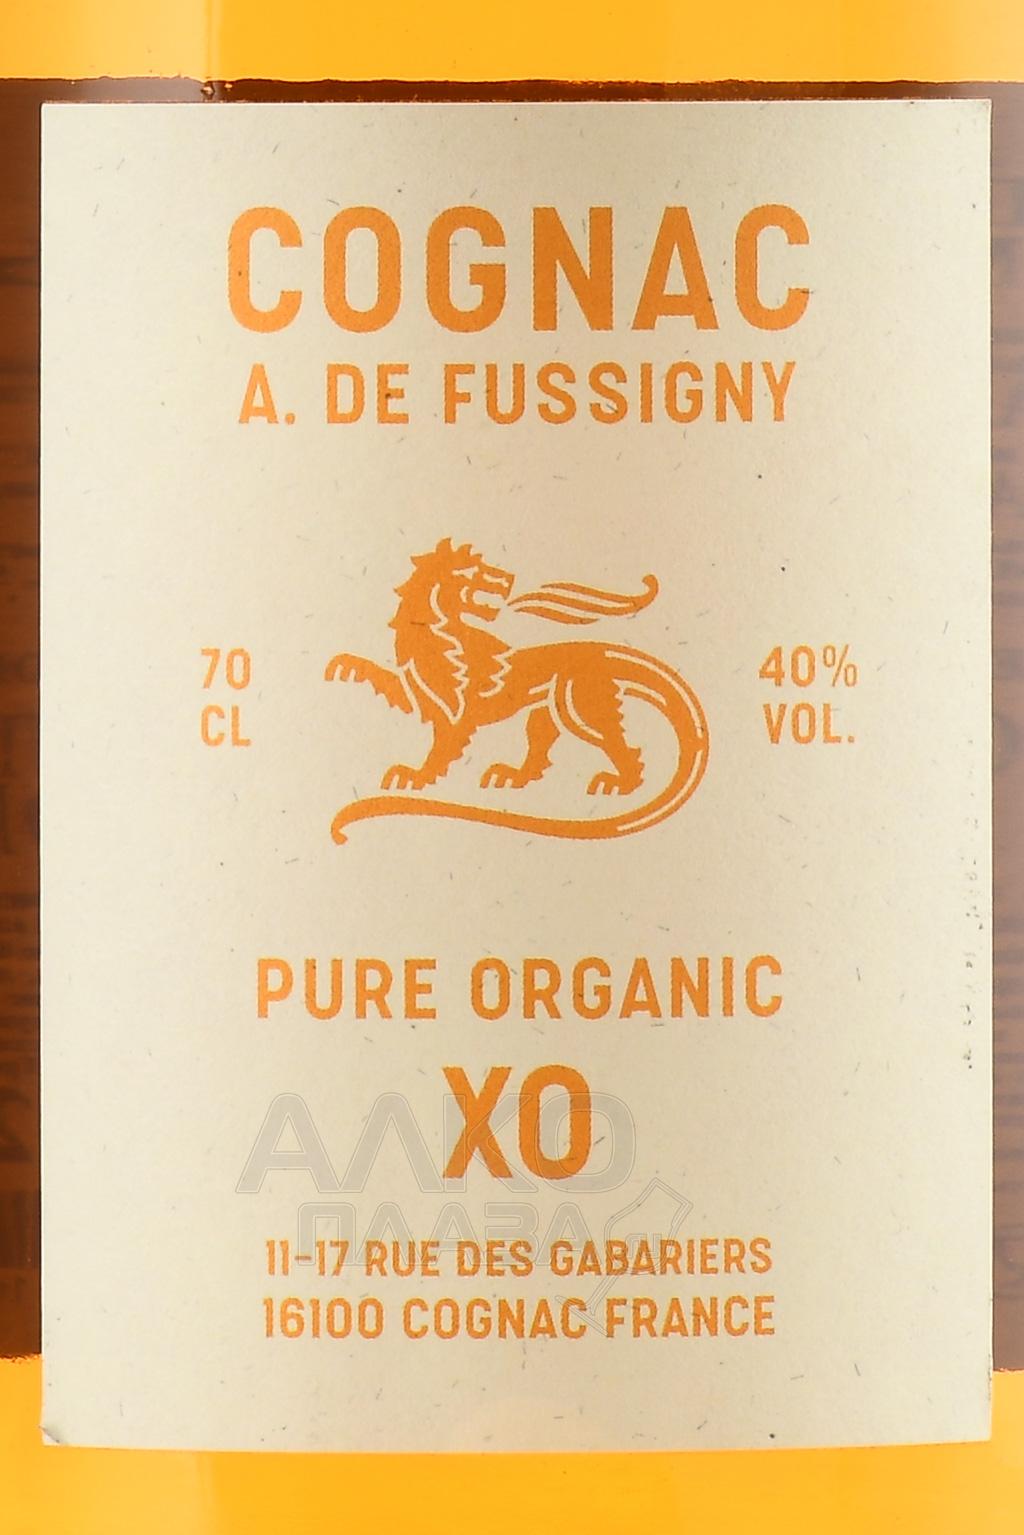 COGNAC
A. DE FUSSIGNY
70
CL
40%
VOL.
PURE ORGANIC
XO
АЛКО
ПЛАЗА
11-17 RUE DES GABARIERS
16100 COGNAC FRANCE